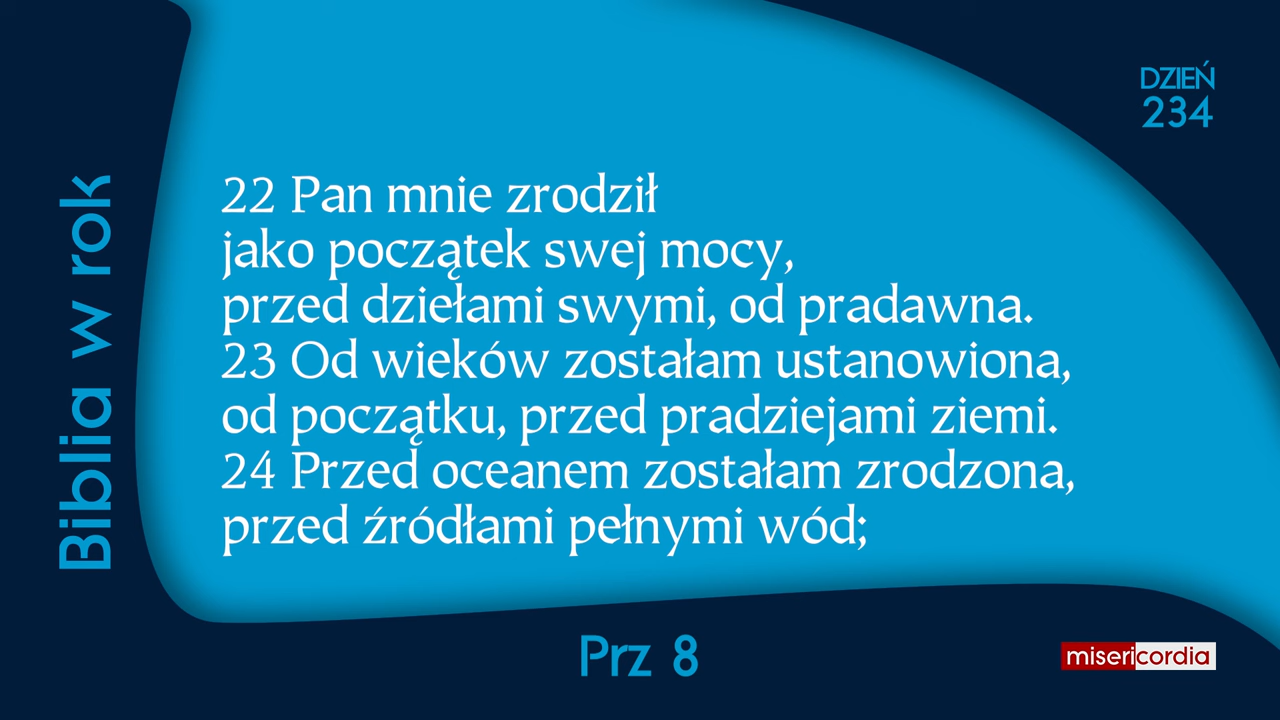 DZIEŃ
234
Biblia w rok
22 Pan mnie zrodził
jako początek swej mocy,
przed dziełami swymi, od pradawna.
23 Od wieków zostałam ustanowiona,
od początku, przed pradziejami ziemi.
24 Przed oceanem zostałam zrodzona,
przed źródłami pełnymi wód;
Prz 8
misericordia